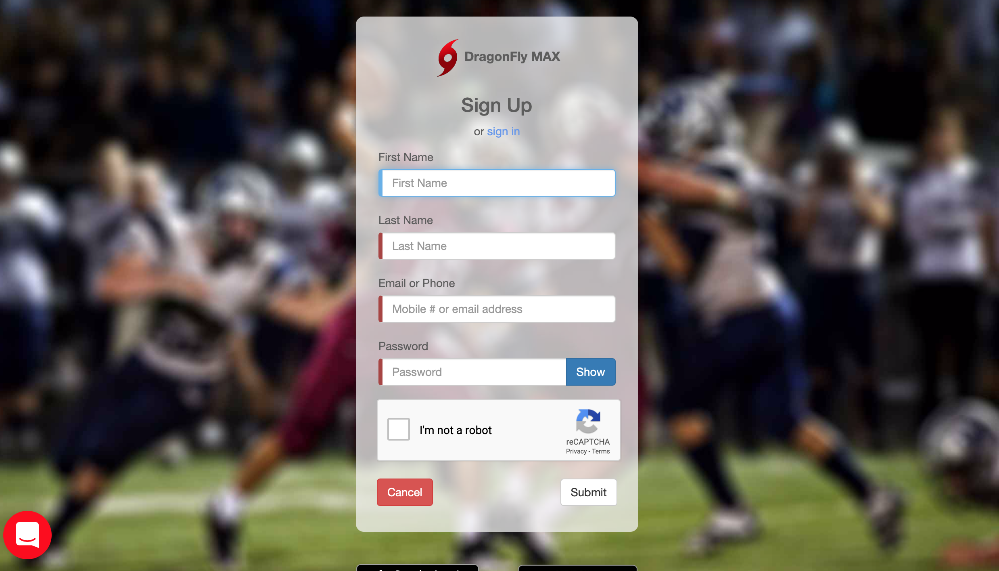 DragonFly MAX
Sign Up
or sign in
First Name
First Name
Last Name
Last Name
Email or Phone
Mobile # or email address
Password
Password
Show
I'm not a robot
reCAPTCHA
Privacy - Terms
Cancel
Submit